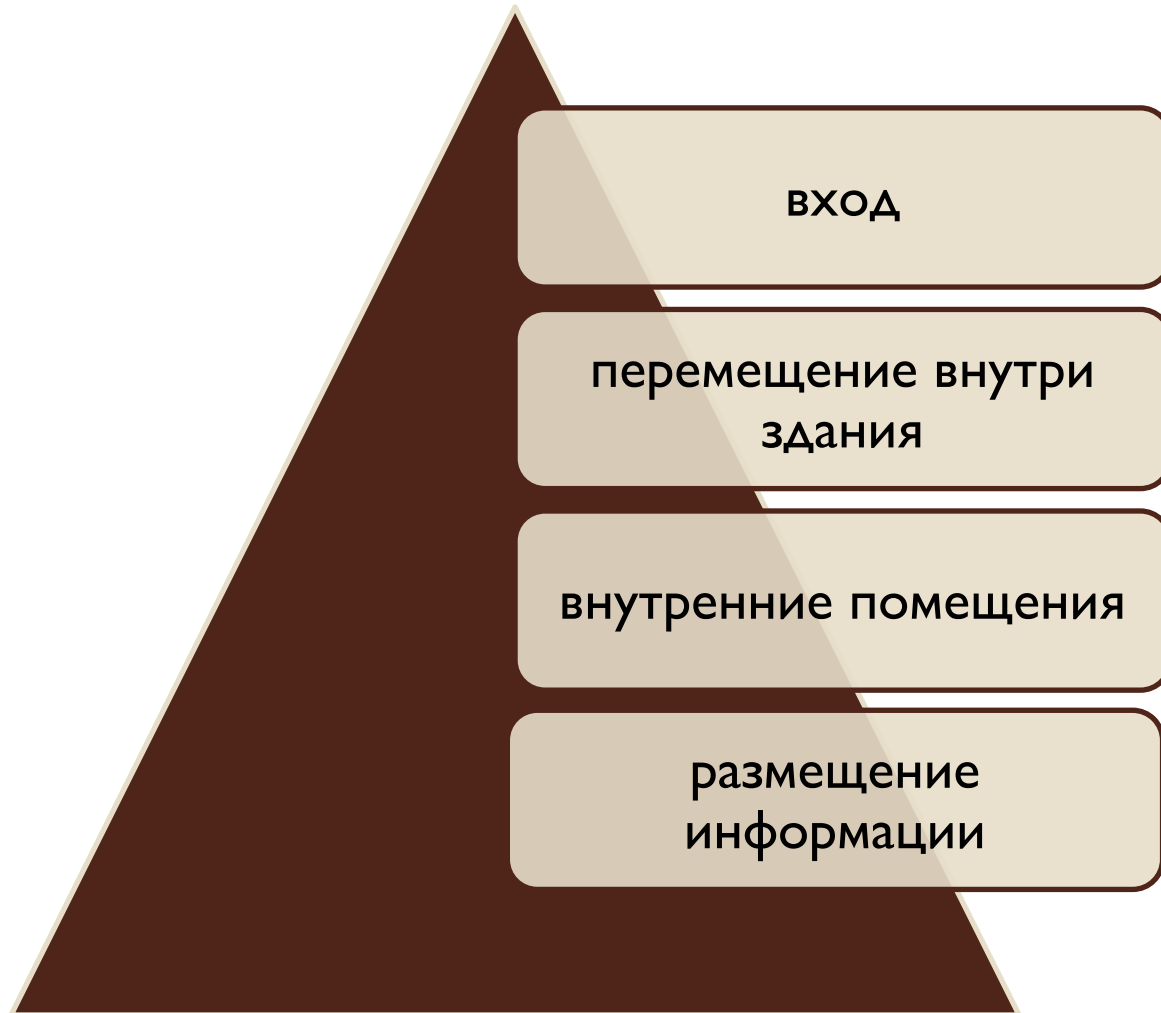 вход
перемещение внутри
здания
внутренние помещения
размещение
информации